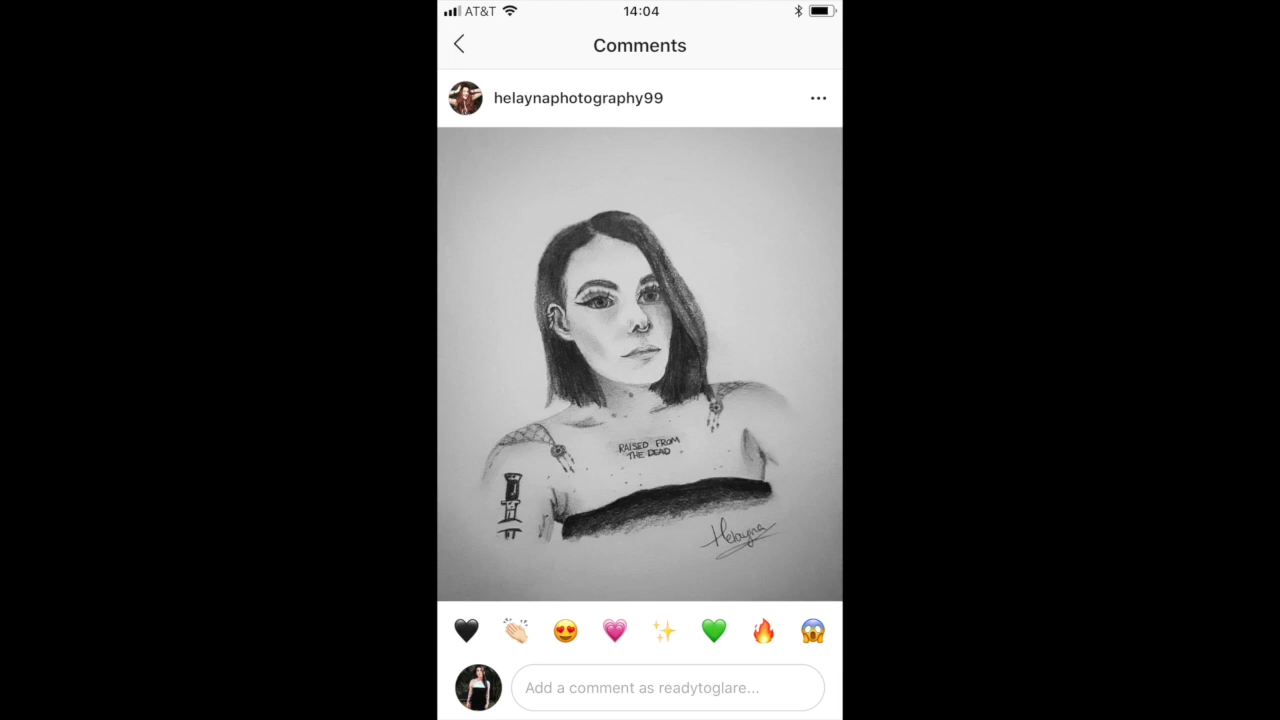 AT&T 14:04
Comments
helaynaphotography99
RAISED FROM
THE DEAD
Helayna
Add a comment as readytoglare...